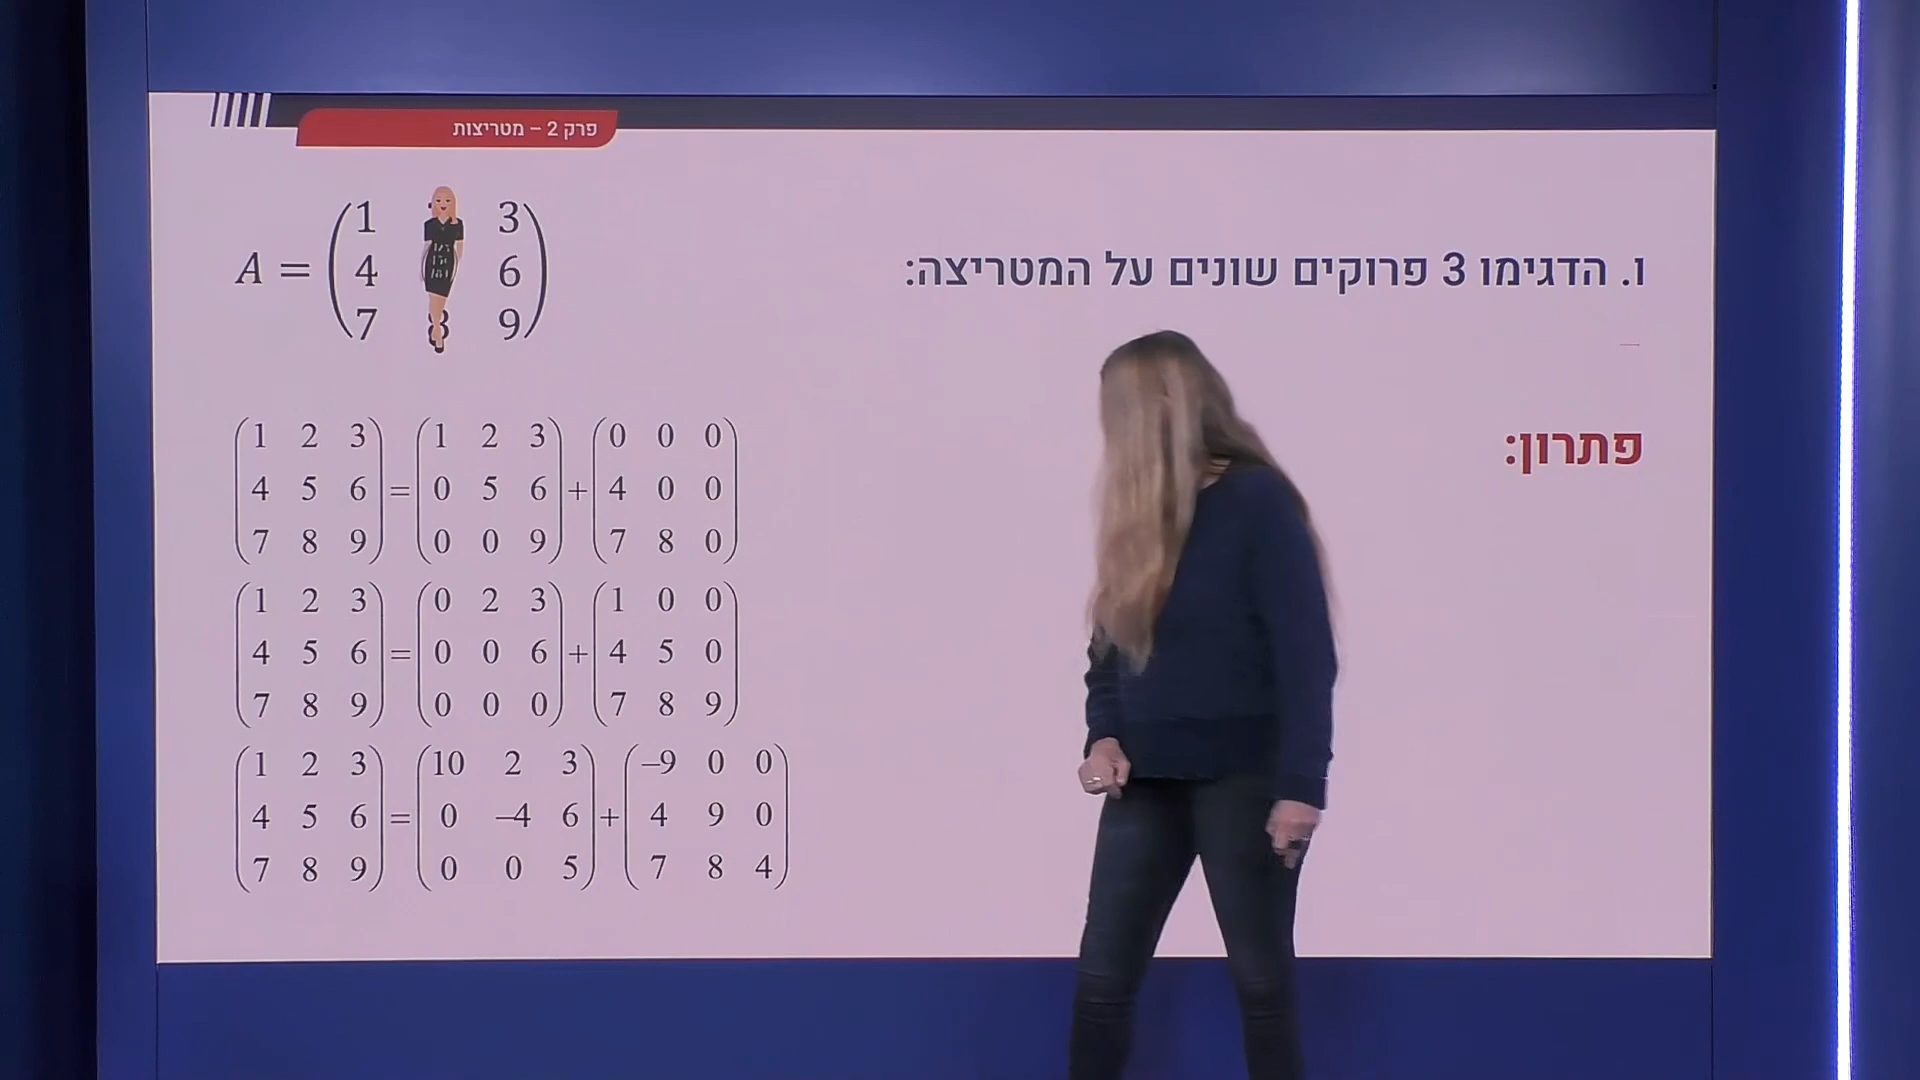 פרק 2 – מטריצות
ו. הדגימו 3 פרוקים שונים על המטריצה:
A = (1 3
4 6
7 8 9)
פתרון:
(1 2 3) = (1 2 3) + (0 0 0)
(4 5 6) = (0 5 6) + (4 0 0)
(7 8 9) = (0 0 9) + (7 8 0)
(1 2 3) = (0 2 3) + (1 0 0)
(4 5 6) = (0 0 6) + (4 5 0)
(7 8 9) = (0 0 0) + (7 8 9)
(1 2 3) = (10 2 3) + (–9 0 0)
(4 5 6) = (0 –4 6) + (4 9 0)
(7 8 9) = (0 0 5) + (7 8 4)